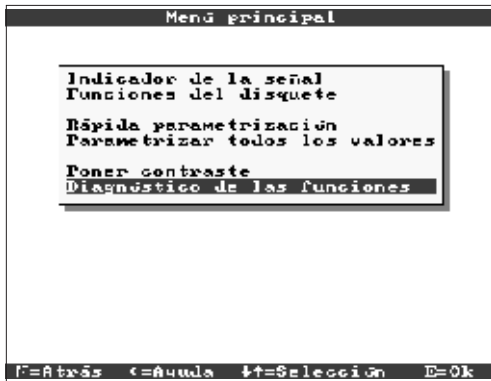 Menú principal
Indicador de la señal
Funciones del disquete
Rápida parametrización
Parametrizar todos los valores
Poner contraste
Diagnóstico de las funciones
=Atrás <=Ayuda ↓↑=Selección E=Ok